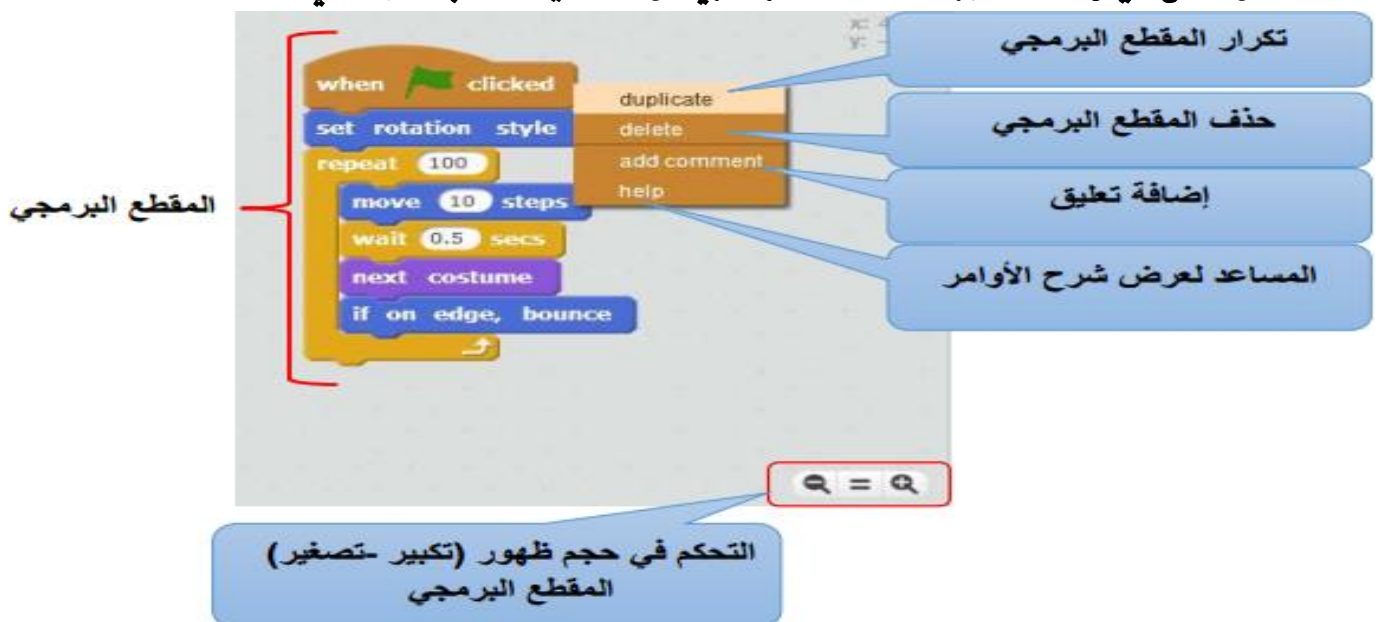 x:
y:
تكرار المقطع البرمجي
when clicked
duplicate
set rotation style
delete
حذف المقطع البرمجي
repeat 100
add comment
إضافة تعليق
help
move 10 steps
المقطع البرمجي
wait 0.5 secs
next costume
المساعد لعرض شرح الأوامر
if on edge, bounce
=
التحكم في حجم ظهور (تكبير -تصغير)
المقطع البرمجي